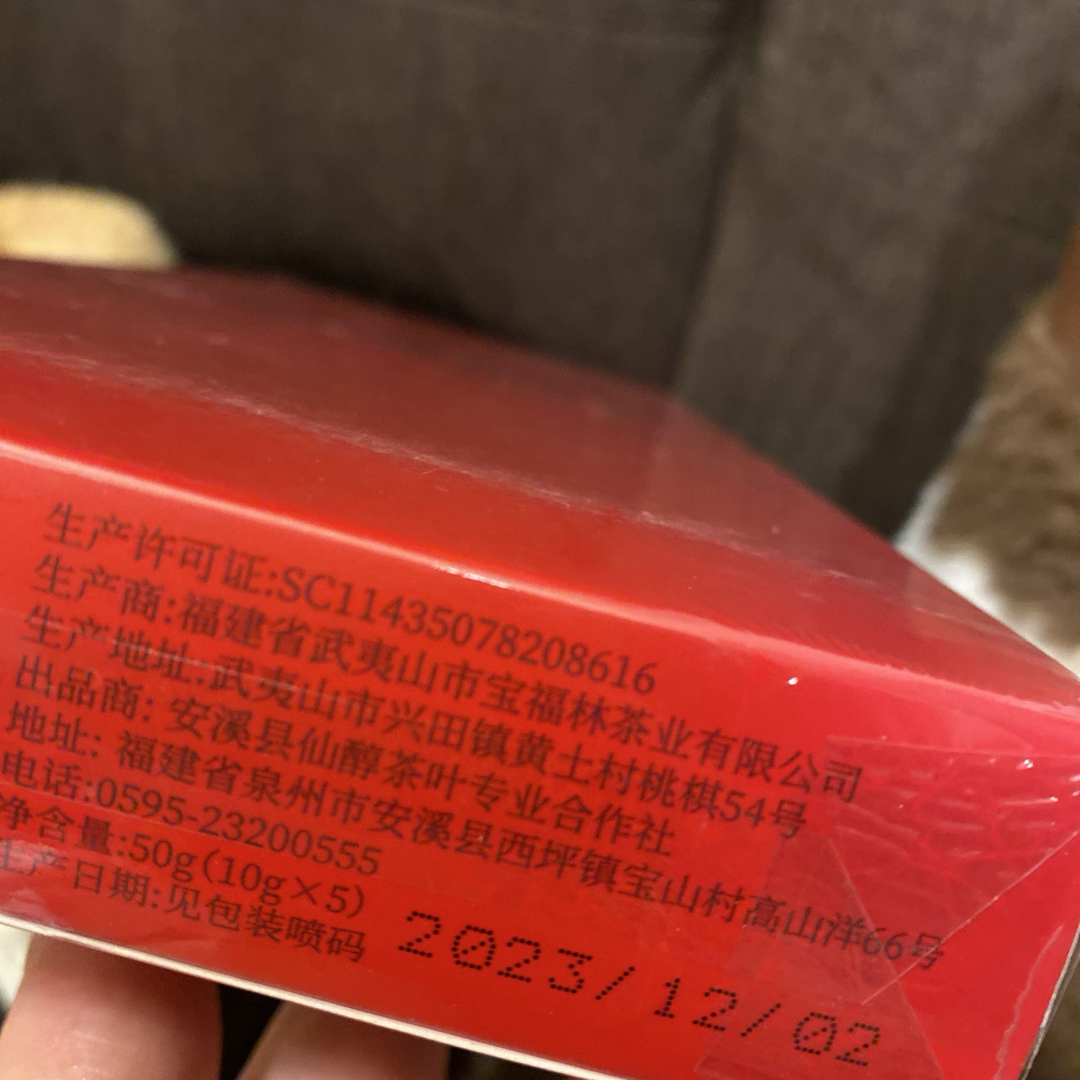 生产许可证:SC11435078208616
生产商:福建省武夷山市宝福林茶业有限公司
生产地址:武夷山市兴田镇黄土村桃棋54号
出品商: 安溪县仙醇茶叶专业合作社
地址: 福建省泉州市安溪县西坪镇宝山村高山洋66号
电话:0595-23200555
净含量:50g(10g×5)
生产日期:见包装喷码
2023/12/02